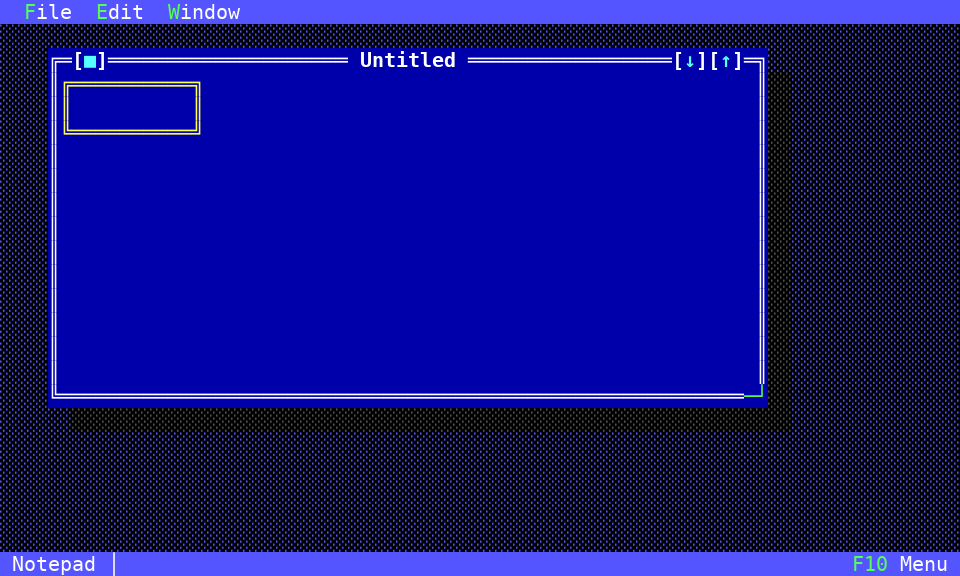 File  Edit  Window
[■] Untitled [↓][↑]
Notepad │ F10 Menu